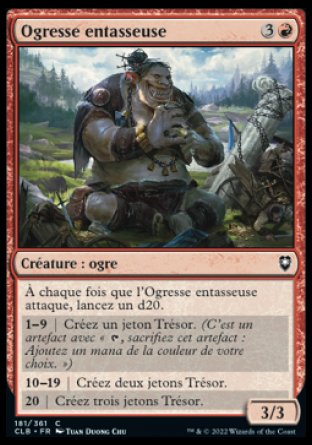 Ogresse entasseuse 3
Créature : ogre
À chaque fois que l'Ogresse entasseuse
attaque, lancez un d20.
1–9 | Créez un jeton Trésor. (C'est un
artefact avec « , sacrifiez cet artefact :
Ajoutez un mana de la couleur de votre
choix. »)
10–19 | Créez deux jetons Trésor.
20 | Créez trois jetons Trésor.
3/3
181/361 C
CLB • FR Tuan Duong Chu
™ & © 2022 Wizards of the Coast